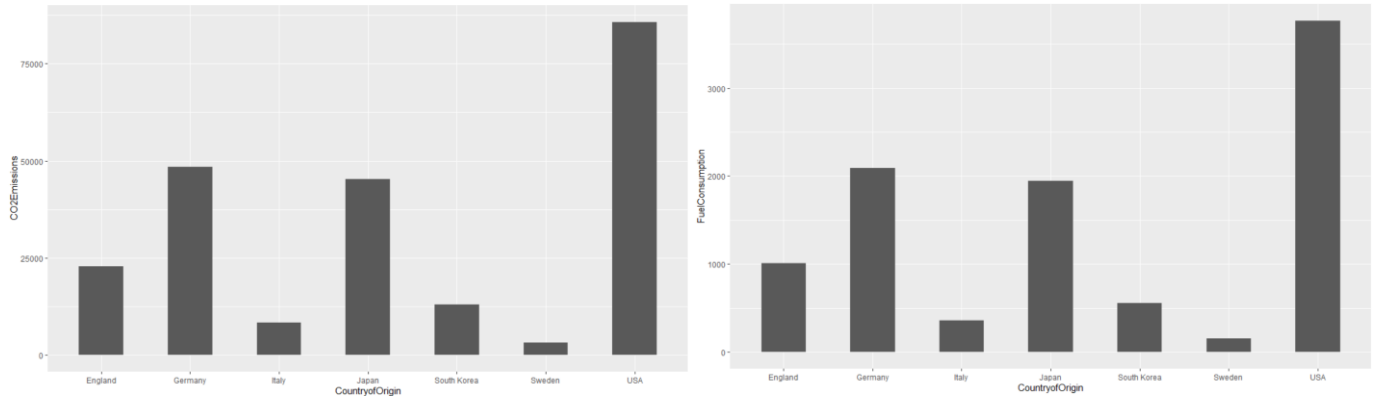 75000
50000
25000
0
CO2Emissions
England Germany Italy Japan South Korea Sweden USA
CountryofOrigin
3000
2000
1000
0
FuelConsumption
England Germany Italy Japan South Korea Sweden USA
CountryofOrigin